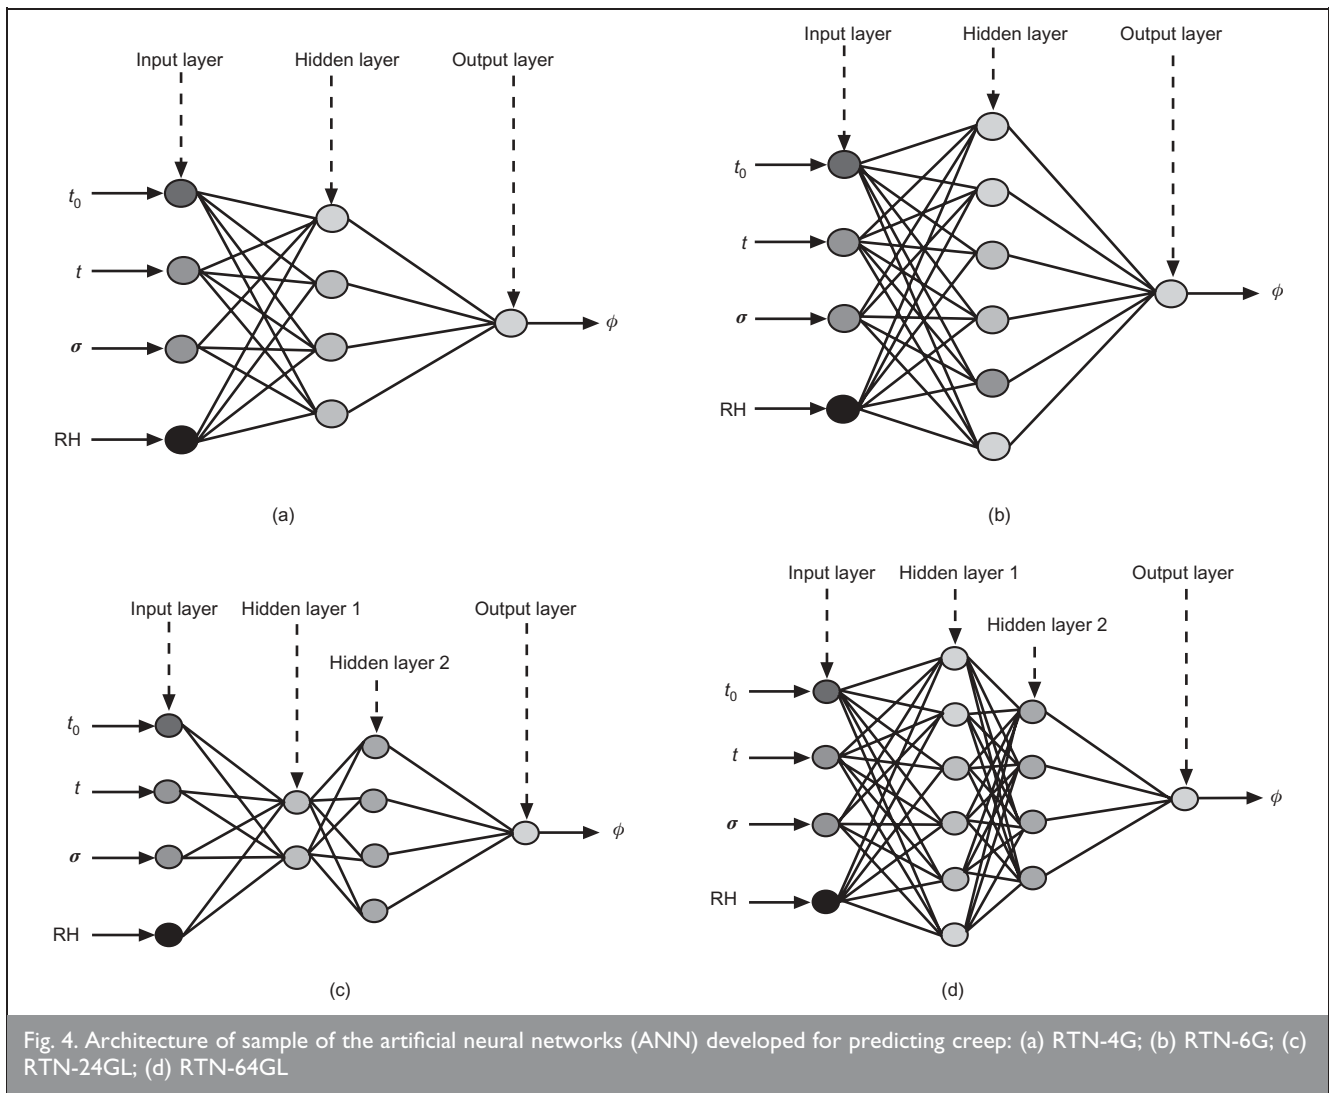 Input layer
Hidden layer
Output layer
t0
t
σ
RH
ϕ
(a)
Input layer
Hidden layer
Output layer
t0
t
σ
RH
ϕ
(b)
Input layer
Hidden layer 1
Hidden layer 2
Output layer
t0
t
σ
RH
ϕ
(c)
Input layer
Hidden layer 1
Hidden layer 2
Output layer
t0
t
σ
RH
ϕ
(d)
Fig. 4. Architecture of sample of the artificial neural networks (ANN) developed for predicting creep: (a) RTN-4G; (b) RTN-6G; (c)
RTN-24GL; (d) RTN-64GL